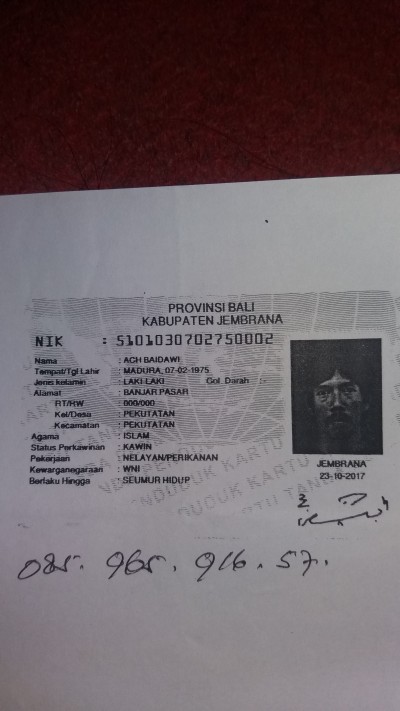 PROVINSI BALI
KABUPATEN JEMBRANA
NIK : 5101030702750002
Nama : ACH BAIDAWI
Tempat/Tgl Lahir : MADURA, 07-02-1975
Jenis kelamin : LAKI-LAKI Gol. Darah : -
Alamat : BANJAR PASAR
RT/RW : 000/000
Kel/Desa : PEKUTATAN
Kecamatan : PEKUTATAN
Agama : ISLAM
Status Perkawinan : KAWIN
Pekerjaan : NELAYAN/PERIKANAN
Kewarganegaraan : WNI
Berlaku Hingga : SEUMUR HIDUP
JEMBRANA
23-10-2017
085. 965. 916. 57.